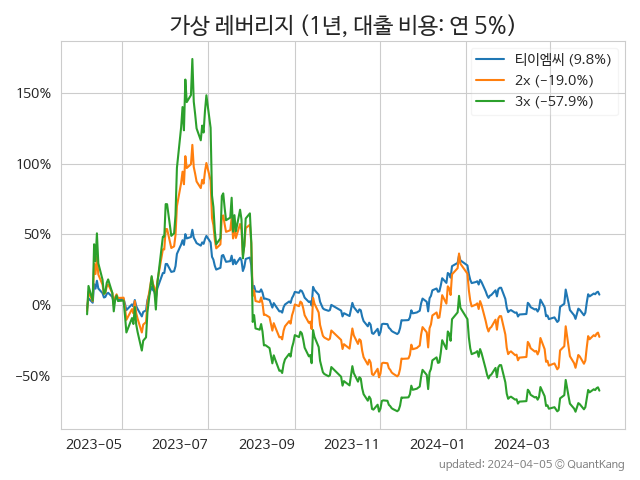 가상 레버리지 (1년, 대출 비용: 연 5%)
티이엠씨 (9.8%)
2x (−19.0%)
3x (−57.9%)
150%
100%
50%
0%
−50%
2023-05 2023-07 2023-09 2023-11 2024-01 2024-03
updated: 2024-04-05 © QuantKang